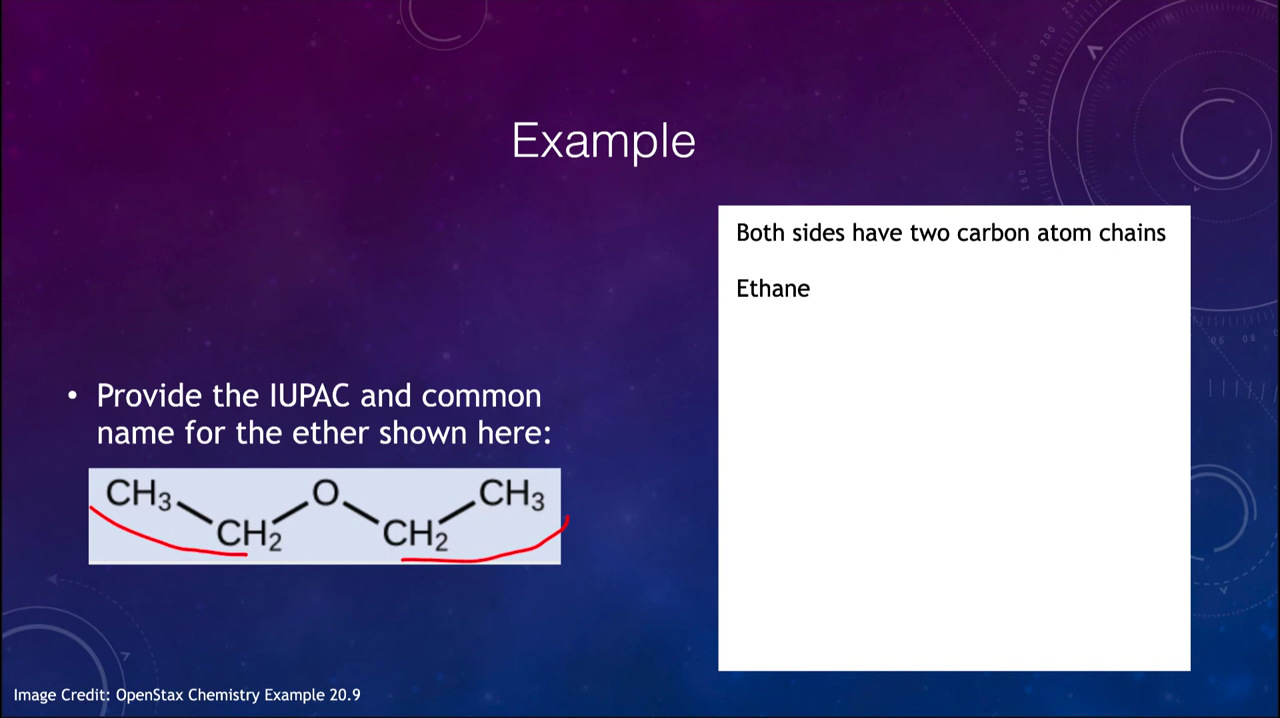 Example
Both sides have two carbon atom chains
Ethane
• Provide the IUPAC and common
name for the ether shown here:
CH₃ O CH₃
CH₂ CH₂
Image Credit: OpenStax Chemistry Example 20.9